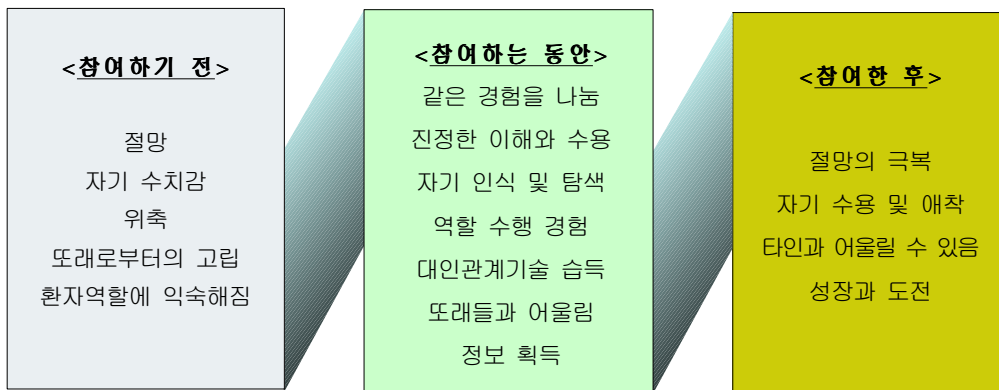 <참여하기 전>
절망
자기 수치감
위축
또래로부터의 고립
환자역할에 익숙해짐
<참여하는 동안>
같은 경험을 나눔
진정한 이해와 수용
자기 인식 및 탐색
역할 수행 경험
대인관계기술 습득
또래들과 어울림
정보 획득
<참여한 후>
절망의 극복
자기 수용 및 애착
타인과 어울릴 수 있음
성장과 도전